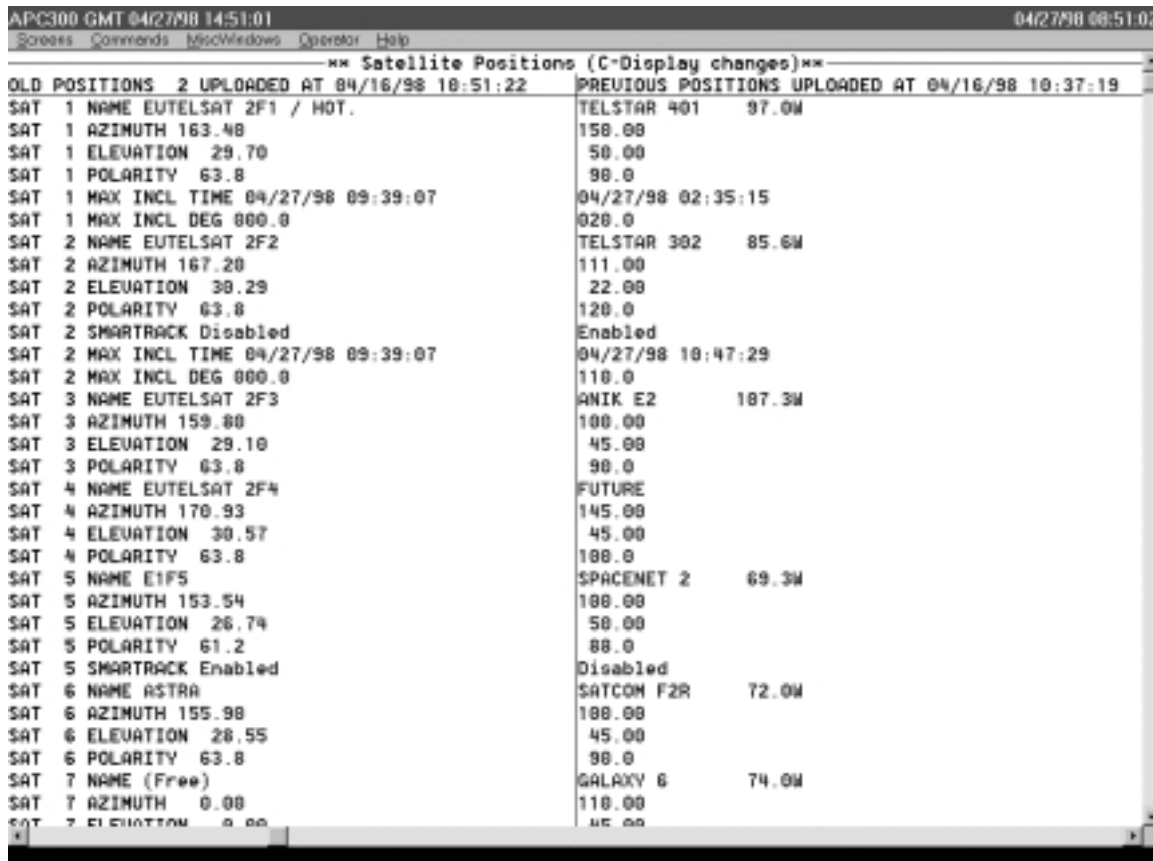 APC300 GMT 04/27/98 14:51:01 04/27/98 08:51:02
Screens Commands MiscWindows Operator Help
** Satellite Positions (C-Display changes)**
OLD POSITIONS 2 UPLOADED AT 04/16/98 10:51:22 PREVIOUS POSITIONS UPLOADED AT 04/16/98 10:37:19
SAT 1 NAME EUTELSAT 2F1 / HOT. TELSTAR 401 97.0W
SAT 1 AZIMUTH 163.40 150.00
SAT 1 ELEVATION 29.70 50.00
SAT 1 POLARITY 63.8 90.0
SAT 1 MAX INCL TIME 04/27/98 09:39:07 04/27/98 02:35:15
SAT 1 MAX INCL DEG 000.0 020.0
SAT 2 NAME EUTELSAT 2F2 TELSTAR 302 85.6W
SAT 2 AZIMUTH 167.20 111.00
SAT 2 ELEVATION 30.29 22.00
SAT 2 POLARITY 63.8 120.0
SAT 2 SMARTRACK Disabled Enabled
SAT 2 MAX INCL TIME 04/27/98 09:39:07 04/27/98 10:47:29
SAT 2 MAX INCL DEG 000.0 110.0
SAT 3 NAME EUTELSAT 2F3 ANIK E2 107.3W
SAT 3 AZIMUTH 159.80 100.00
SAT 3 ELEVATION 29.10 45.00
SAT 3 POLARITY 63.8 90.0
SAT 4 NAME EUTELSAT 2F4 FUTURE
SAT 4 AZIMUTH 170.93 145.00
SAT 4 ELEVATION 30.57 45.00
SAT 4 POLARITY 63.8 100.0
SAT 5 NAME E1F5 SPACENET 2 69.3W
SAT 5 AZIMUTH 153.54 100.00
SAT 5 ELEVATION 26.74 50.00
SAT 5 POLARITY 61.2 88.0
SAT 5 SMARTRACK Enabled Disabled
SAT 6 NAME ASTRA SATCOM F2R 72.0W
SAT 6 AZIMUTH 155.90 100.00
SAT 6 ELEVATION 28.55 45.00
SAT 6 POLARITY 63.8 90.0
SAT 7 NAME (Free) GALAXY 6 74.0W
SAT 7 AZIMUTH 0.00 110.00
SAT 7 ELEVATION 0.00 45.00